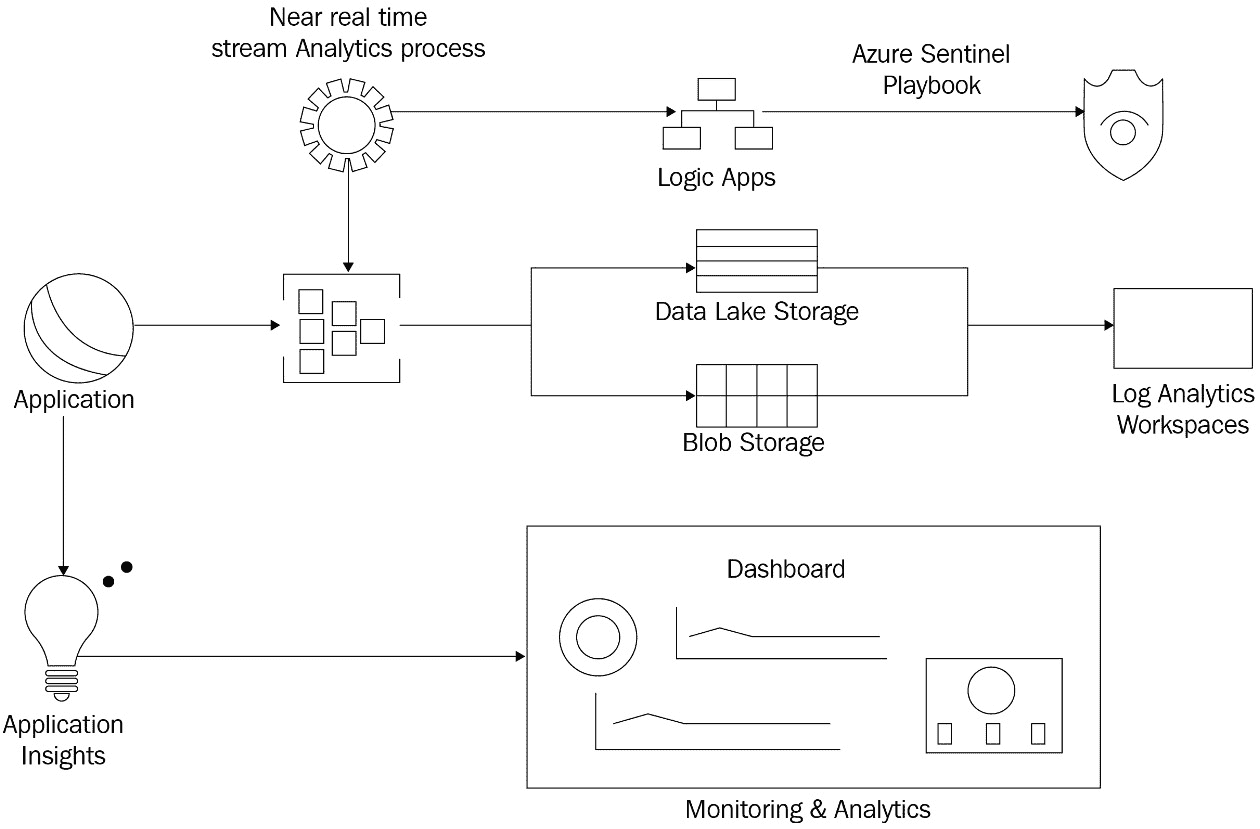 Near real time
stream Analytics process
Azure Sentinel
Playbook
Logic Apps
Data Lake Storage
Application
Log Analytics
Workspaces
Blob Storage
Dashboard
Application
Insights
Monitoring & Analytics